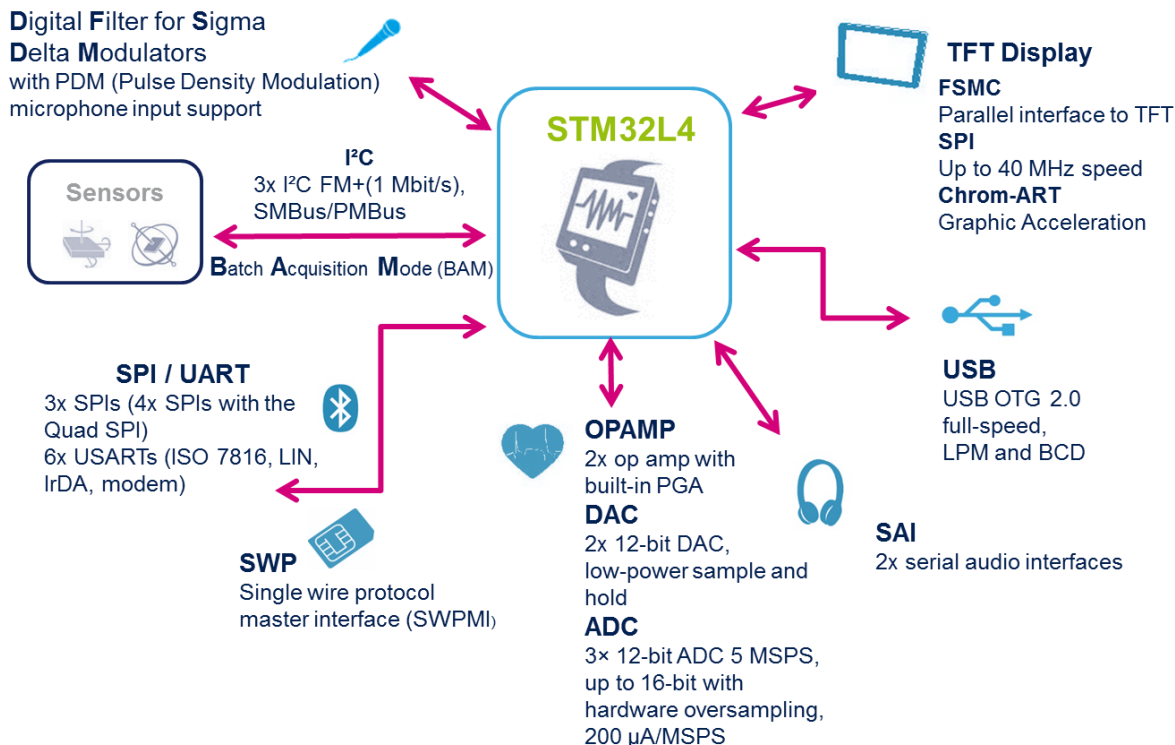 Digital Filter for Sigma
Delta Modulators
with PDM (Pulse Density Modulation)
microphone input support
STM32L4
TFT Display
FSMC
Parallel interface to TFT
SPI
Up to 40 MHz speed
Chrom-ART
Graphic Acceleration
Sensors
I²C
3x I²C FM+(1 Mbit/s),
SMBus/PMBus
Batch Acquisition Mode (BAM)
SPI / UART
3x SPIs (4x SPIs with the
Quad SPI)
6x USARTs (ISO 7816, LIN,
IrDA, modem)
SWP
Single wire protocol
master interface (SWPMI)
OPAMP
2x op amp with
built-in PGA
DAC
2x 12-bit DAC,
low-power sample and
hold
ADC
3× 12-bit ADC 5 MSPS,
up to 16-bit with
hardware oversampling,
200 µA/MSPS
USB
USB OTG 2.0
full-speed,
LPM and BCD
SAI
2x serial audio interfaces